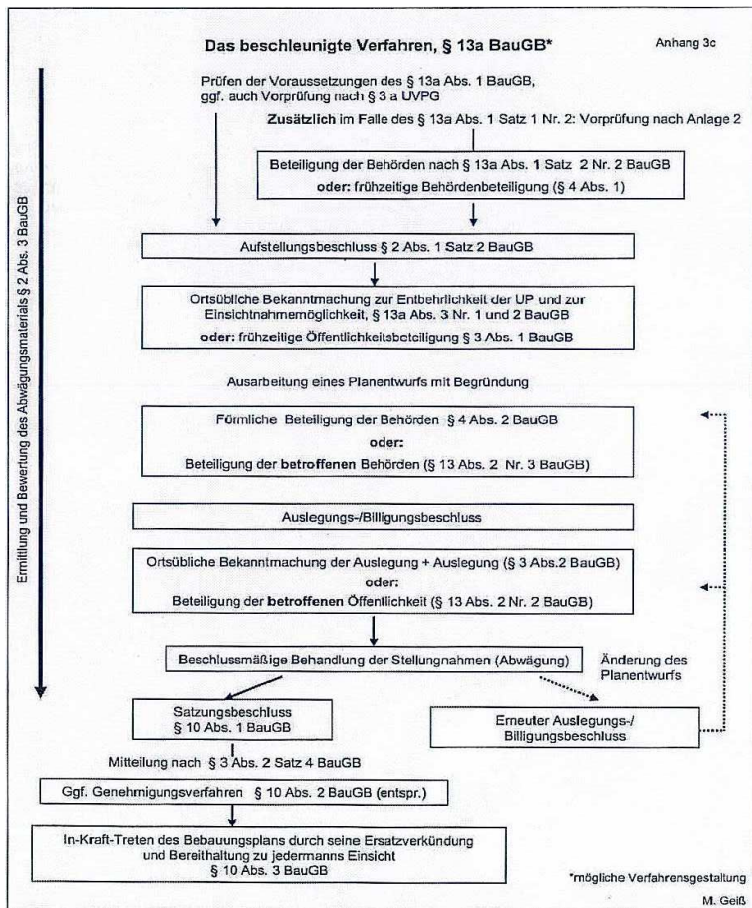 Das beschleunigte Verfahren, § 13a BauGB*
Anhang 3c
Prüfen der Voraussetzungen des § 13a Abs. 1 BauGB,
ggf. auch Vorprüfung nach § 3 a UVPG
Zusätzlich im Falle des § 13a Abs. 1 Satz 1 Nr. 2: Vorprüfung nach Anlage 2
Beteiligung der Behörden nach § 13a Abs. 1 Satz 2 Nr. 2 BauGB
oder: frühzeitige Behördenbeteiligung (§ 4 Abs. 1)
Aufstellungsbeschluss § 2 Abs. 1 Satz 2 BauGB
Ortsübliche Bekanntmachung zur Entbehrlichkeit der UP und zur
Einsichtnahmemöglichkeit, § 13a Abs. 3 Nr. 1 und 2 BauGB
oder: frühzeitige Öffentlichkeitsbeteiligung § 3 Abs. 1 BauGB
Ausarbeitung eines Planentwurfs mit Begründung
Förmliche Beteiligung der Behörden § 4 Abs. 2 BauGB
oder:
Beteiligung der betroffenen Behörden (§ 13 Abs. 2 Nr. 3 BauGB)
Auslegungs-/Billigungsbeschluss
Ortsübliche Bekanntmachung der Auslegung + Auslegung (§ 3 Abs.2 BauGB)
oder:
Beteiligung der betroffenen Öffentlichkeit (§ 13 Abs. 2 Nr. 2 BauGB)
Beschlussmäßige Behandlung der Stellungnahmen (Abwägung)
Änderung des
Planentwurfs
Satzungsbeschluss
§ 10 Abs. 1 BauGB
Erneuter Auslegungs-/
Billigungsbeschluss
Mitteilung nach § 3 Abs. 2 Satz 4 BauGB
Ggf. Genehmigungsverfahren § 10 Abs. 2 BauGB (entspr.)
In-Kraft-Treten des Bebauungsplans durch seine Ersatzverkündung
und Bereithaltung zu jedermanns Einsicht
§ 10 Abs. 3 BauGB
Ermittlung und Bewertung des Abwägungsmaterials § 2 Abs. 3 BauGB
*mögliche Verfahrensgestaltung
M. Geiß